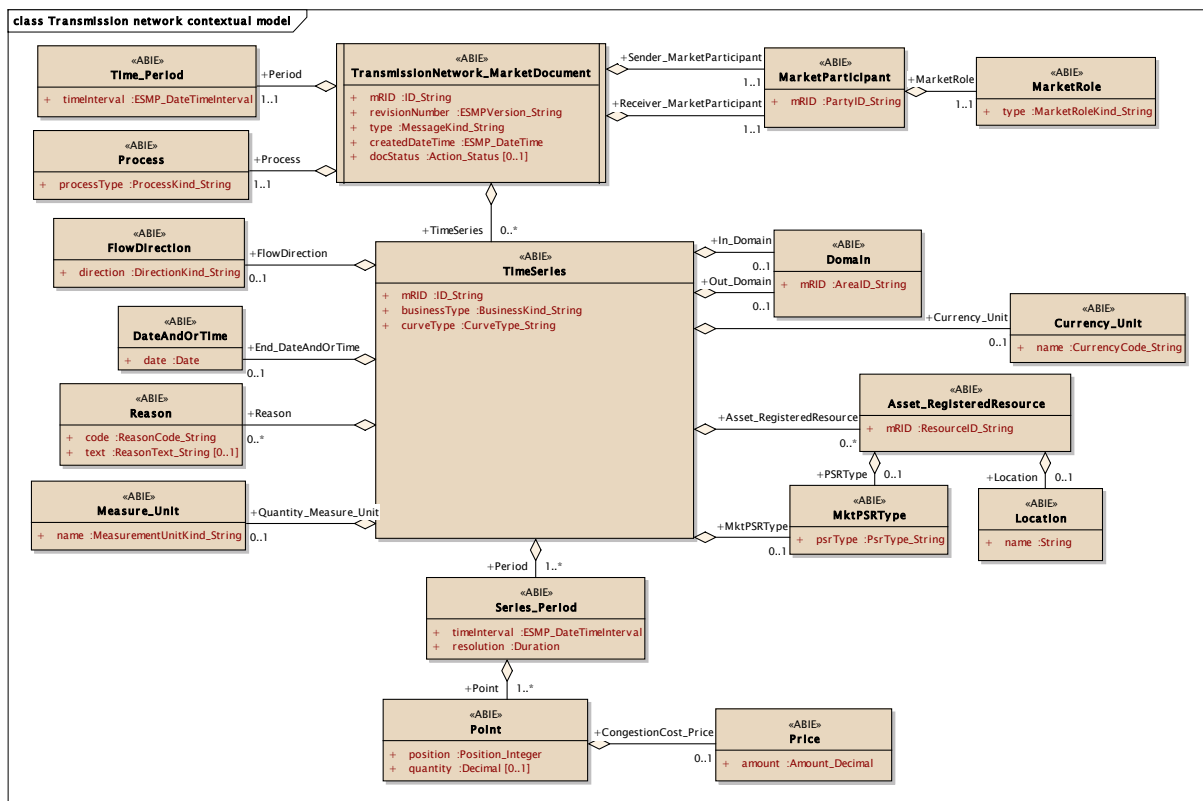 class Transmission network contextual model
«ABIE»
Time_Period
+ timeInterval :ESMP_DateTimeInterval
+Period
1..1
«ABIE»
TransmissionNetwork_MarketDocument
+ mRID :ID_String
+ revisionNumber :ESMPVersion_String
+ type :MessageKind_String
+ createdDateTime :ESMP_DateTime
+ docStatus :Action_Status [0..1]
+Sender_MarketParticipant
1..1
+Receiver_MarketParticipant
1..1
«ABIE»
MarketParticipant
+ mRID :PartyID_String
+MarketRole
1..1
«ABIE»
MarketRole
+ type :MarketRoleKind_String
«ABIE»
Process
+ processType :ProcessKind_String
+Process
1..1
+TimeSeries
0..*
«ABIE»
FlowDirection
+ direction :DirectionKind_String
+FlowDirection
0..1
«ABIE»
TimeSeries
+ mRID :ID_String
+ businessType :BusinessKind_String
+ curveType :CurveType_String
+In_Domain
0..1
+Out_Domain
0..1
«ABIE»
Domain
+ mRID :AreaID_String
«ABIE»
DateAndOrTime
+ date :Date
+End_DateAndOrTime
0..1
+Currency_Unit
0..1
«ABIE»
Currency_Unit
+ name :CurrencyCode_String
«ABIE»
Reason
+ code :ReasonCode_String
+ text :ReasonText_String [0..1]
+Reason
0..*
+Asset_RegisteredResource
0..*
«ABIE»
Asset_RegisteredResource
+ mRID :ResourceID_String
+PSRType
0..1
+Location
0..1
«ABIE»
Measure_Unit
+ name :MeasurementUnitKind_String
+Quantity_Measure_Unit
0..1
+MktPSRType
0..1
«ABIE»
MktPSRType
+ psrType :PsrType_String
«ABIE»
Location
+ name :String
+Period
1..*
«ABIE»
Series_Period
+ timeInterval :ESMP_DateTimeInterval
+ resolution :Duration
+Point
1..*
«ABIE»
Point
+ position :Position_Integer
+ quantity :Decimal [0..1]
+CongestionCost_Price
0..1
«ABIE»
Price
+ amount :Amount_Decimal